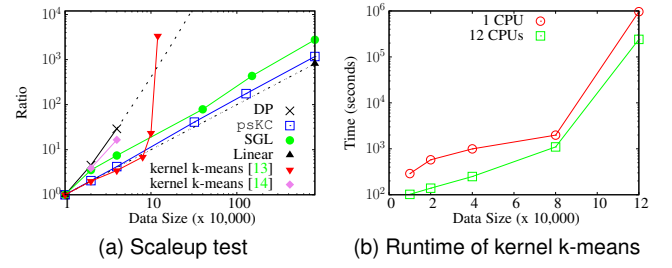 10^4
10^3
10^2
10^1
10^0
Ratio
1
10
100
Data Size (x 10,000)
DP
psKC
SGL
Linear
kernel k-means [13]
kernel k-means [14]
(a) Scaleup test
10^6
10^5
10^4
10^3
10^2
Time (seconds)
1 CPU
12 CPUs
0
2
4
6
8
10
12
Data Size (x 10,000)
(b) Runtime of kernel k-means